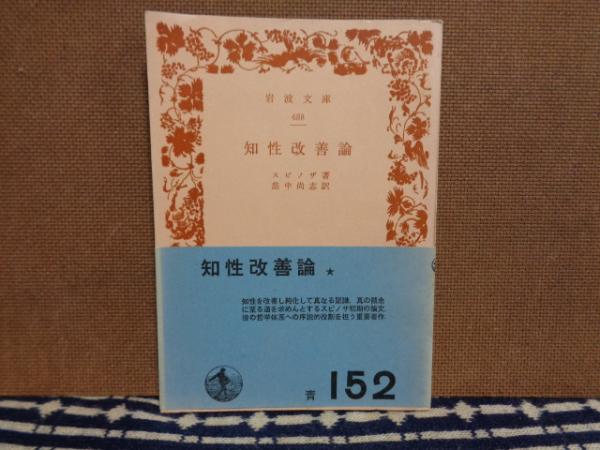 岩波文庫
688
知性改善論
スピノザ著
畠中尚志訳
知性改善論 ★
知性を改善し純化して真なる認識、真の観念
に至る道を求めんとするスピノザ初期の論文.
後の哲学体系への序説的役割を担う重要著作.
青 152